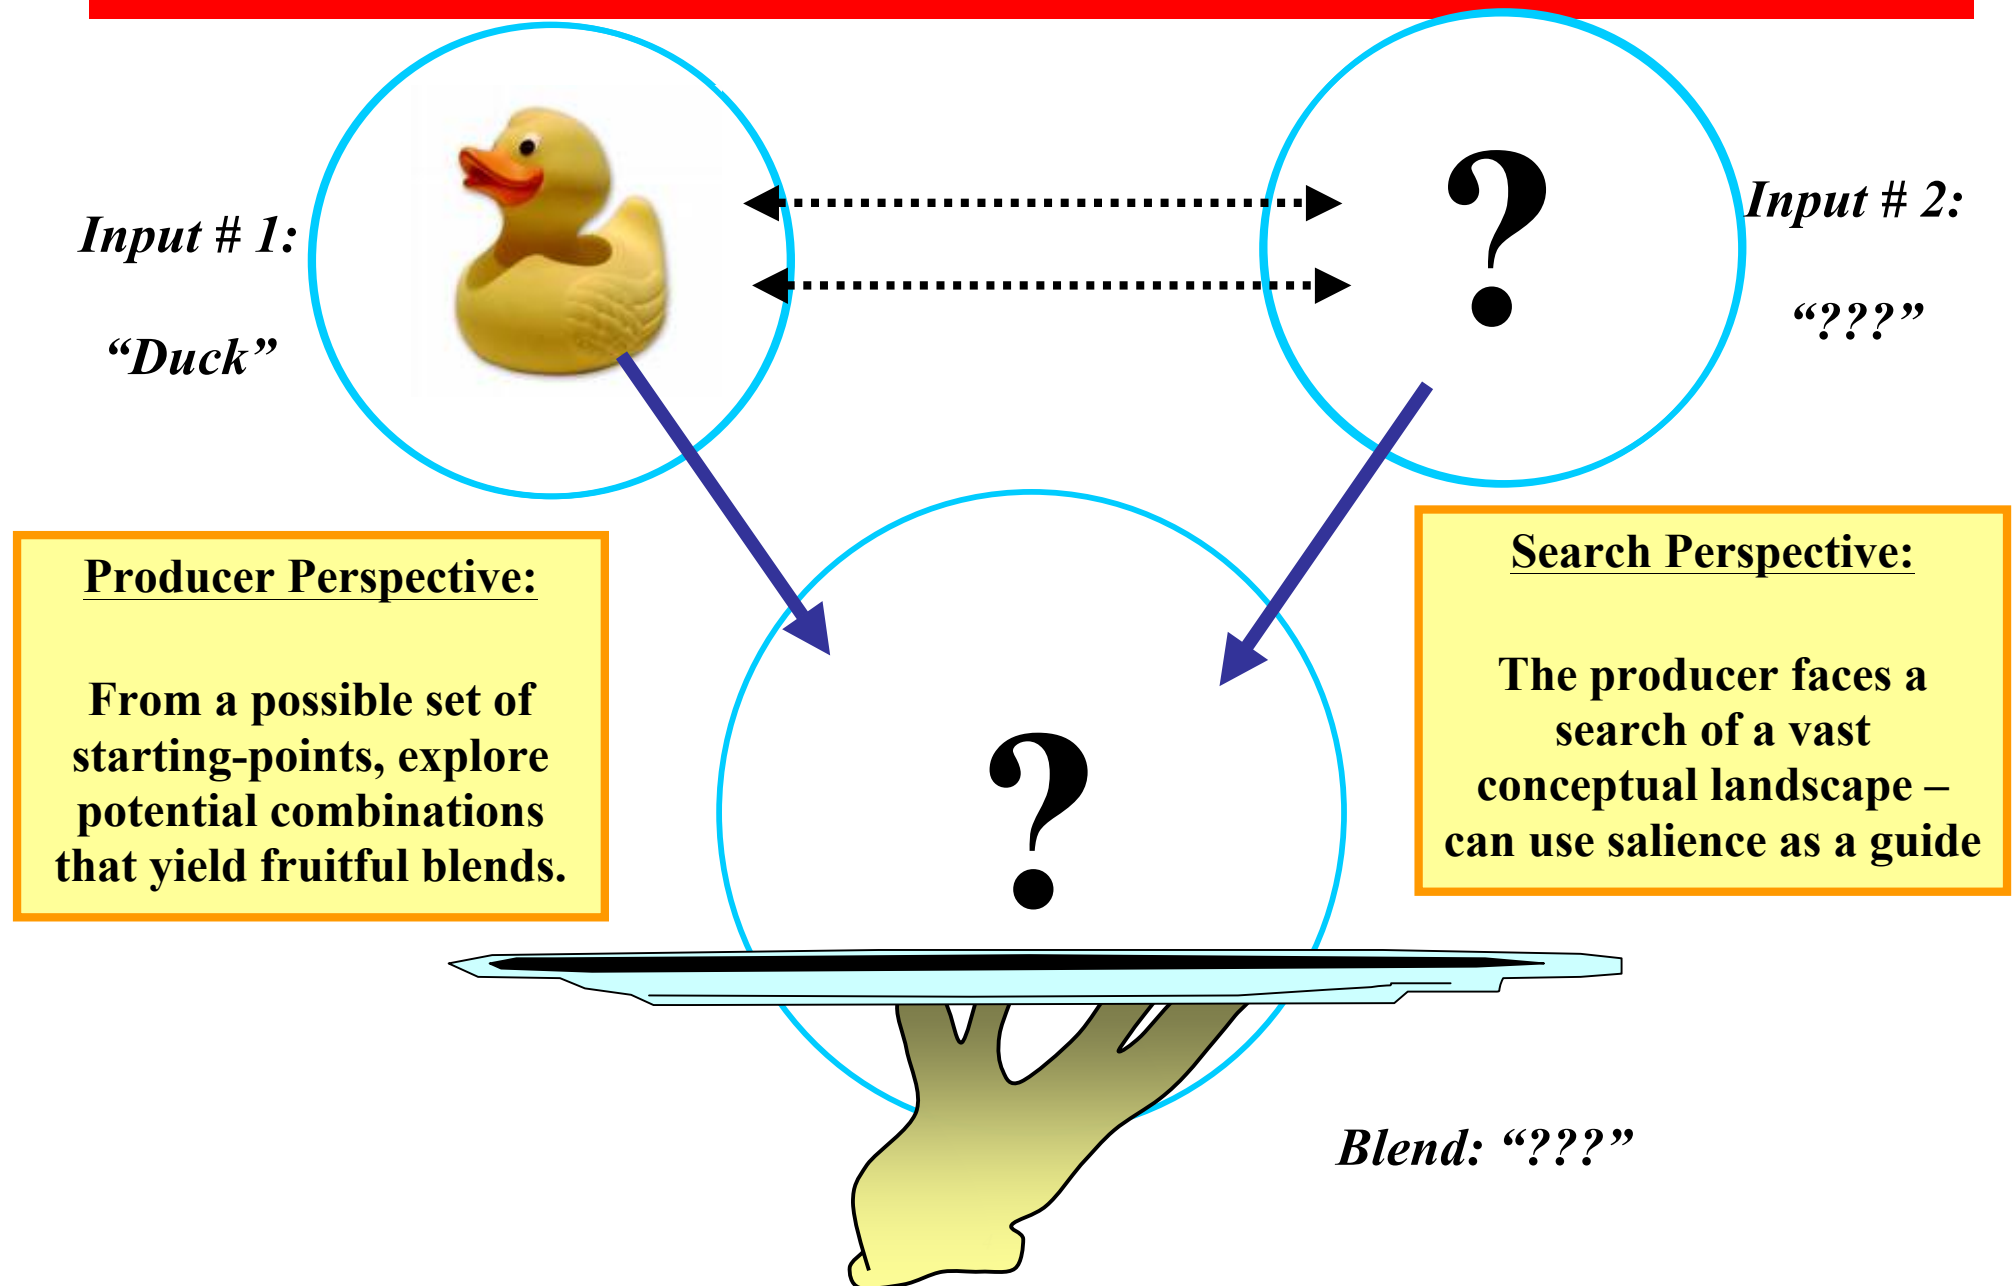 Input # 1:
“Duck”
?
Input # 2:
“???”
Producer Perspective:
From a possible set of
starting-points, explore
potential combinations
that yield fruitful blends.
Search Perspective:
The producer faces a
search of a vast
conceptual landscape –
can use salience as a guide
?
Blend: “???”